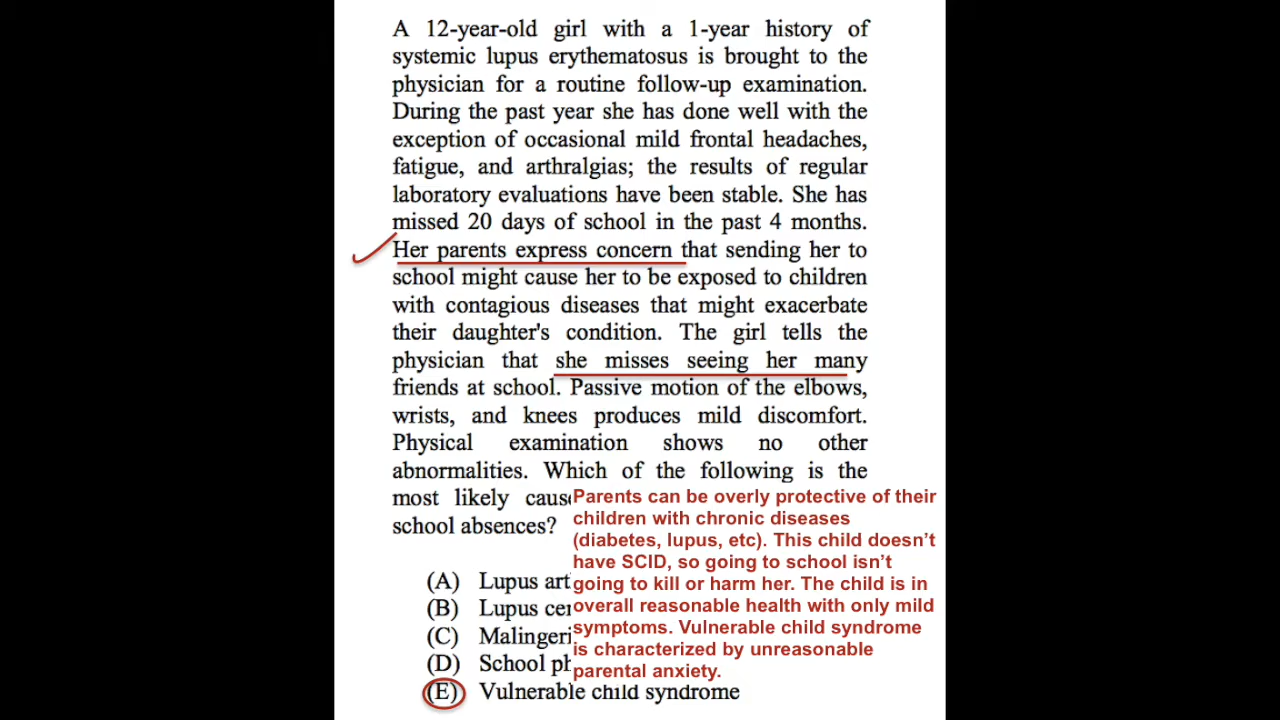 A 12-year-old girl with a 1-year history of
systemic lupus erythematosus is brought to the
physician for a routine follow-up examination.
During the past year she has done well with the
exception of occasional mild frontal headaches,
fatigue, and arthralgias; the results of regular
laboratory evaluations have been stable. She has
missed 20 days of school in the past 4 months.
Her parents express concern that sending her to
school might cause her to be exposed to children
with contagious diseases that might exacerbate
their daughter's condition. The girl tells the
physician that she misses seeing her many
friends at school. Passive motion of the elbows,
wrists, and knees produces mild discomfort.
Physical examination shows no other
abnormalities. Which of the following is the
most likely
school absences?
Parents can be overly protective of their
children with chronic diseases
(diabetes, lupus, etc). This child doesn't
have SCID, so going to school isn't
going to kill or harm her. The child is in
overall reasonable health with only mild
symptoms. Vulnerable child syndrome
is characterized by unreasonable
parental anxiety.
(A) Lupus
(B) Lupus
(C)
(D) School
(E) Vulnerable child syndrome